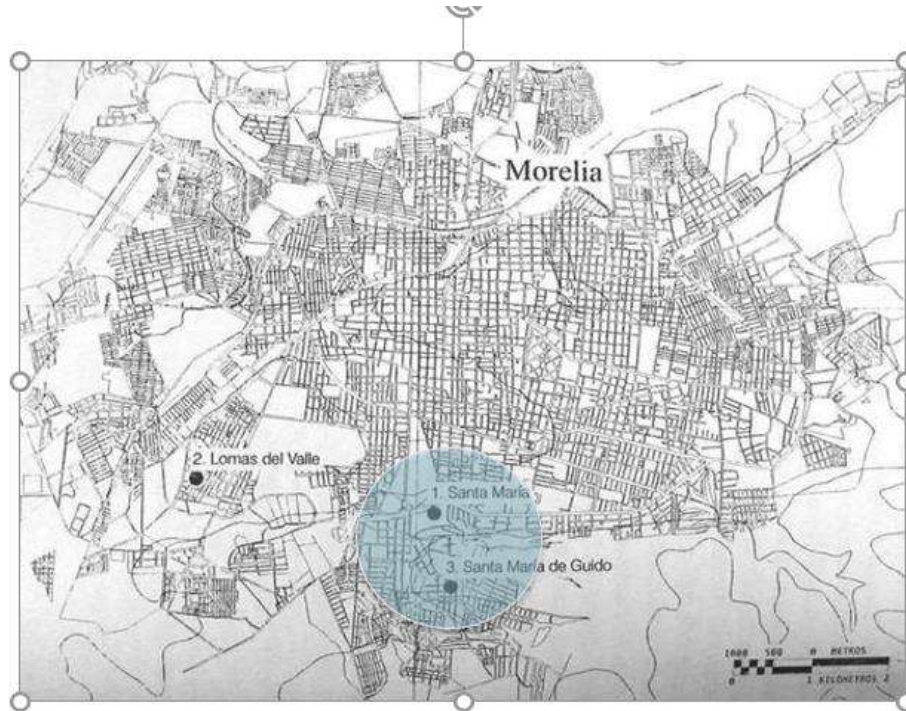 Morelia
2. Lomas del Valle
1. Santa María
3. Santa María de Guido
1000 500 0 METROS
0 1 KILOMETROS 2